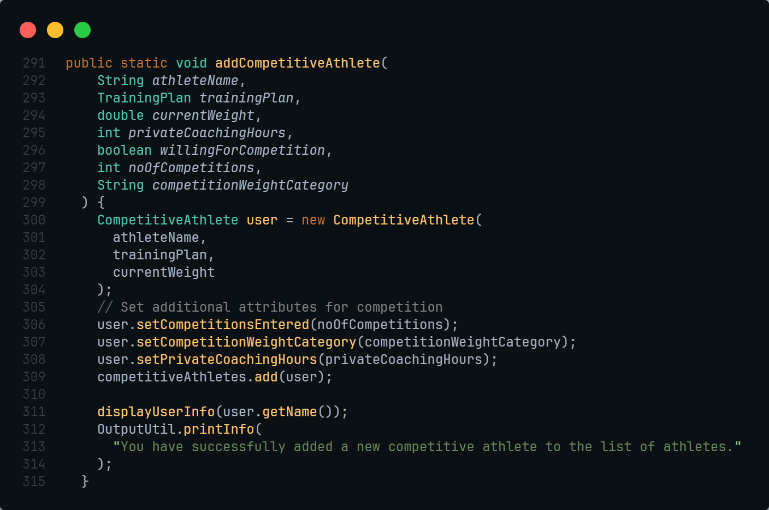 291 public static void addCompetitiveAthlete(
292 String athleteName,
293 TrainingPlan trainingPlan,
294 double currentWeight,
295 int privateCoachingHours,
296 boolean willingForCompetition,
297 int noOfCompetitions,
298 String competitionWeightCategory
299 ) {
300 CompetitiveAthlete user = new CompetitiveAthlete(
301 athleteName,
302 trainingPlan,
303 currentWeight
304 );
305 // Set additional attributes for competition
306 user.setCompetitionsEntered(noOfCompetitions);
307 user.setCompetitionWeightCategory(competitionWeightCategory);
308 user.setPrivateCoachingHours(privateCoachingHours);
309 competitiveAthletes.add(user);
310
311 displayUserInfo(user.getName());
312 OutputUtil.printInfo(
313 "You have successfully added a new competitive athlete to the list of athletes."
314 );
315 }